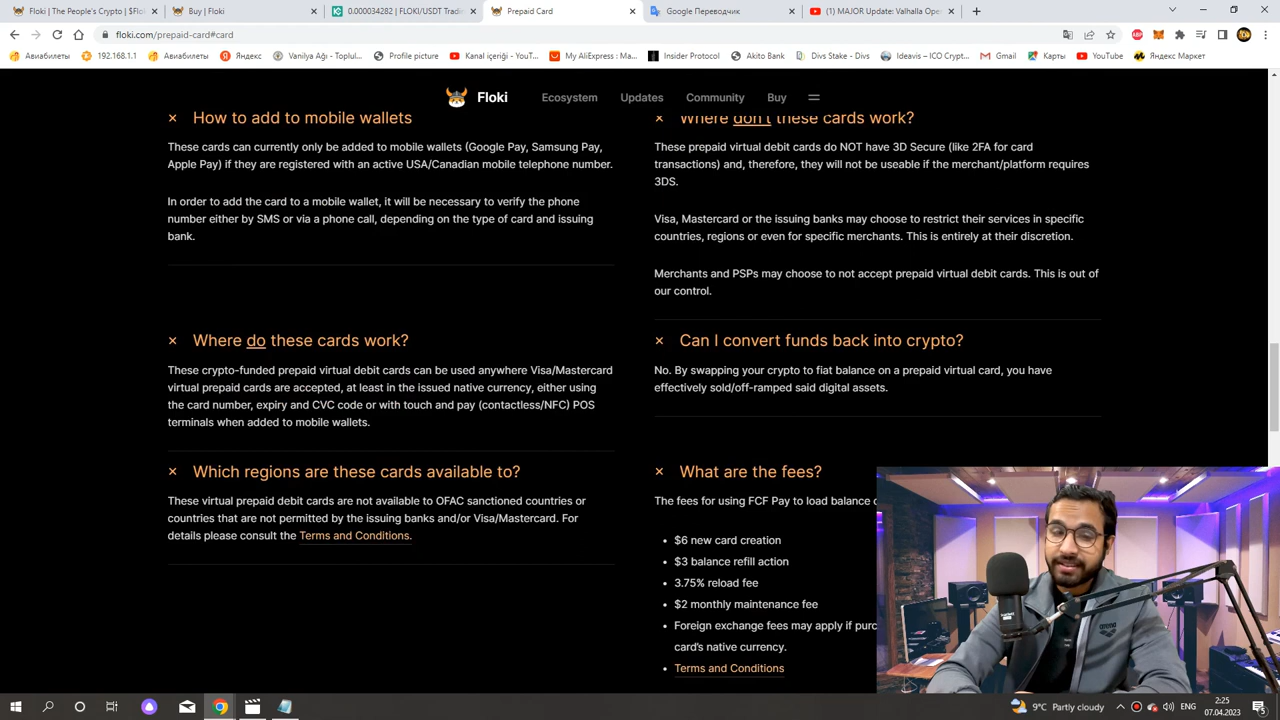 Floki | The People's Crypto | $Flo
Buy | Floki
0.000034282 | FLOKI/USDT Tradi
Prepaid Card
Google Переводчик
(1) MAJOR Update: Valhalla Ope
floki.com/prepaid-card#card
Авиабилеты
192.168.1.1
Авиабилеты
Яндекс
Vanilya Ağı - Toplul...
Profile picture
Kanal içeriği - YouT...
My AliExpress : Ma...
Insider Protocol
Akito Bank
Divs Stake - Divs
Ideavis – ICO Crypt...
Gmail
Карты
YouTube
Яндекс Маркет
Floki
Ecosystem
Updates
Community
Buy
How to add to mobile wallets
These cards can currently only be added to mobile wallets (Google Pay, Samsung Pay,
Apple Pay) if they are registered with an active USA/Canadian mobile telephone number.
In order to add the card to a mobile wallet, it will be necessary to verify the phone
number either by SMS or via a phone call, depending on the type of card and issuing
bank.
Where don't these cards work?
These prepaid virtual debit cards do NOT have 3D Secure (like 2FA for card
transactions) and, therefore, they will not be useable if the merchant/platform requires
3DS.
Visa, Mastercard or the issuing banks may choose to restrict their services in specific
countries, regions or even for specific merchants. This is entirely at their discretion.
Merchants and PSPs may choose to not accept prepaid virtual debit cards. This is out of
our control.
Where do these cards work?
These crypto-funded prepaid virtual debit cards can be used anywhere Visa/Mastercard
virtual prepaid cards are accepted, at least in the issued native currency, either using
the card number, expiry and CVC code or with touch and pay (contactless/NFC) POS
terminals when added to mobile wallets.
Can I convert funds back into crypto?
No. By swapping your crypto to fiat balance on a prepaid virtual card, you have
effectively sold/off-ramped said digital assets.
Which regions are these cards available to?
These virtual prepaid debit cards are not available to OFAC sanctioned countries or
countries that are not permitted by the issuing banks and/or Visa/Mastercard. For
details please consult the Terms and Conditions.
What are the fees?
The fees for using FCF Pay to load balance
• $6 new card creation
• $3 balance refill action
• 3.75% reload fee
• $2 monthly maintenance fee
• Foreign exchange fees may apply if purc
card's native currency.
• Terms and Conditions
9°C Partly cloudy
ENG
2:25
07.04.2023
5